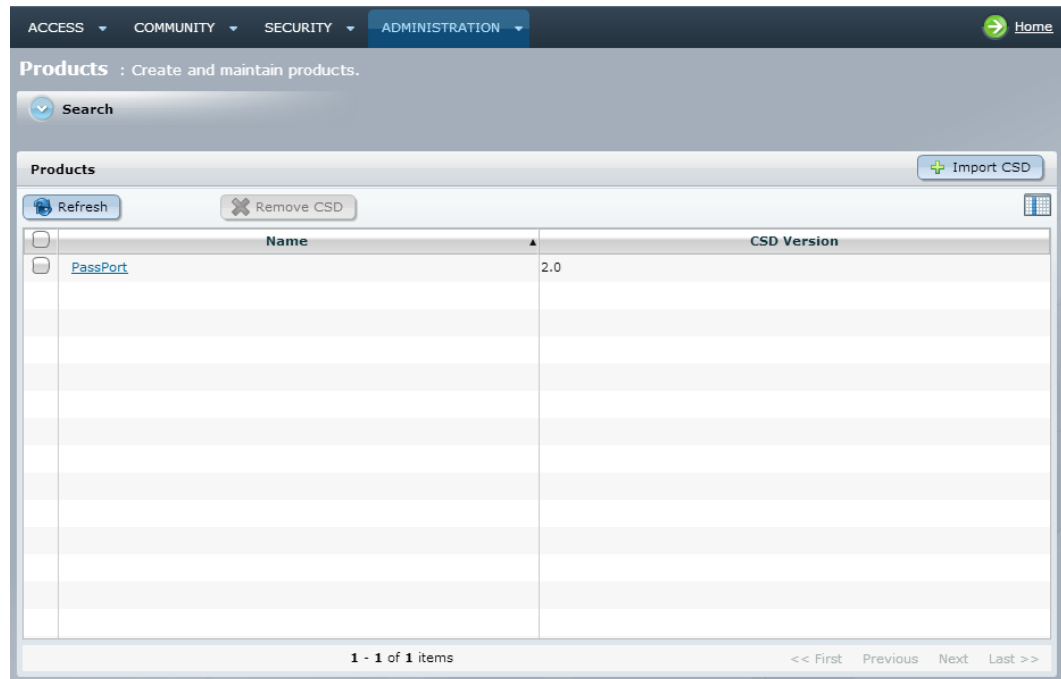 ACCESS COMMUNITY SECURITY ADMINISTRATION Home
Products : Create and maintain products.
Search
Products Import CSD
Refresh Remove CSD
Name CSD Version
PassPort 2.0
1 - 1 of 1 items << First Previous Next Last >>